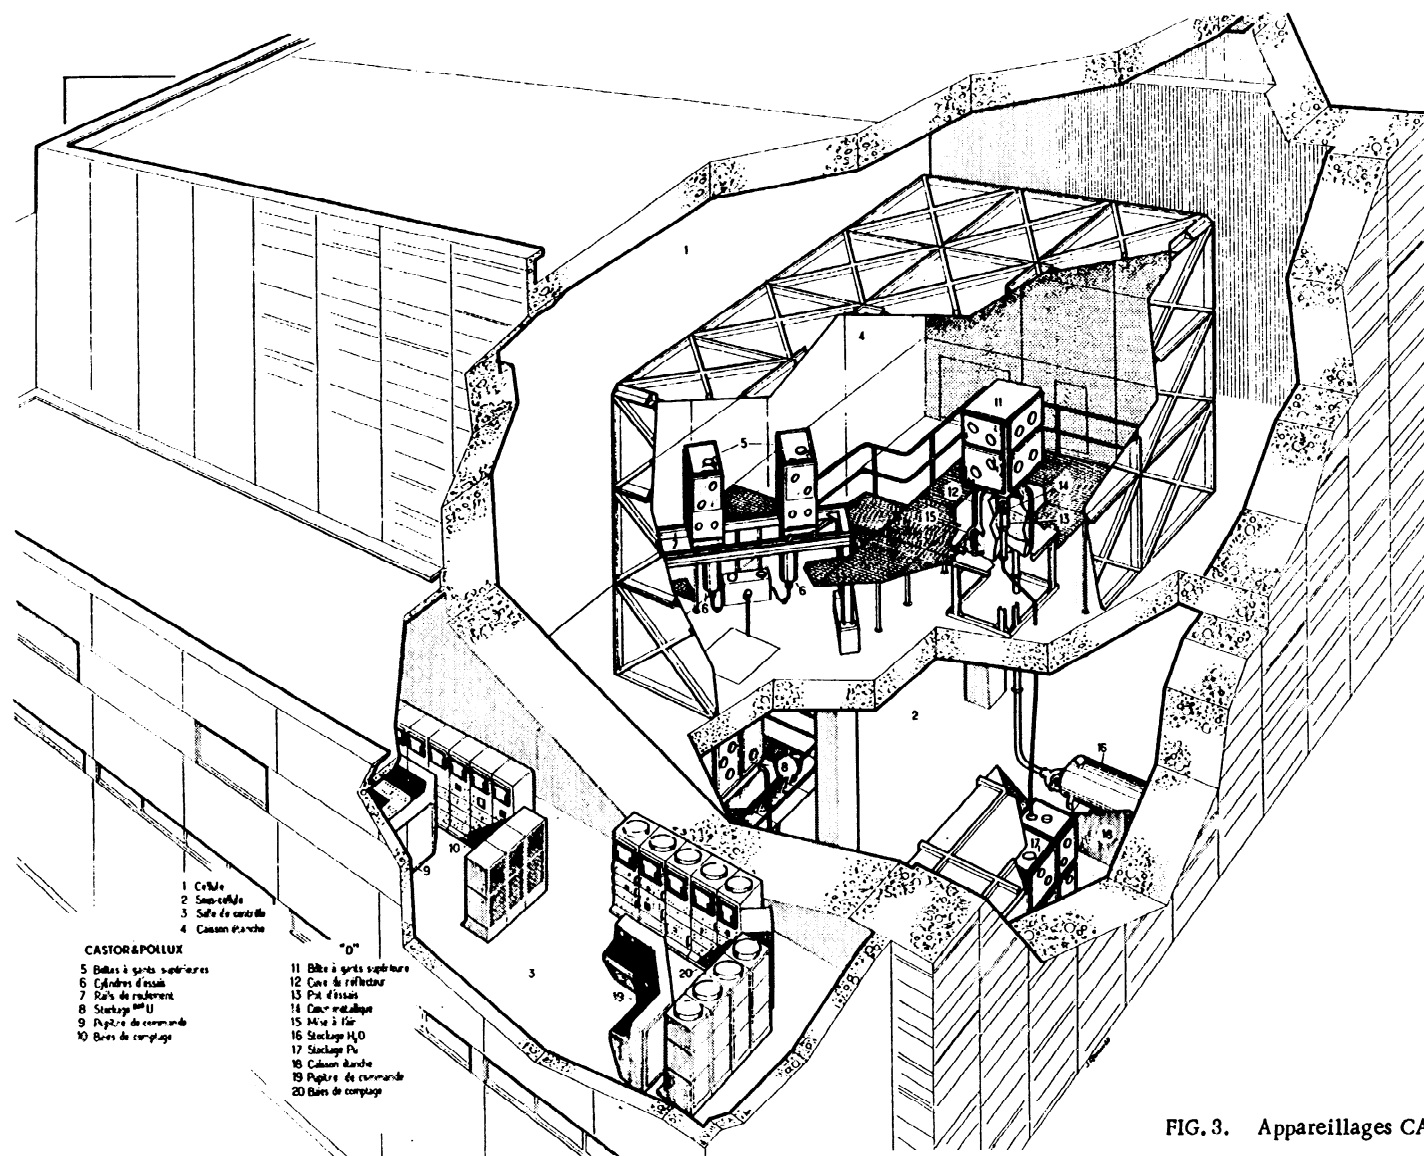 1
4
11
5
14
12
15
13
7
6
6
2
16
8
17
18
10
9
3
20
19
1 Cellule
2 Sous-cellule
3 Salle de contrôle
4 Caisson étanche
CASTOR&POLLUX
5 Boîtes à gants supérieures
6 Cylindres d'essais
7 Rails de roulement
8 Stockage U
9 Pupitre de commande
10 Baies de comptage
"D"
11 Boîte à gants supérieure
12 Cuve du réflecteur
13 Pot d'essais
14 Cœur métallique
15 Mise à l'air
16 Stockage H2O
17 Stockage Pu
18 Caisson étanche
19 Pupitre de commande
20 Baies de comptage
FIG. 3. Appareillages CA